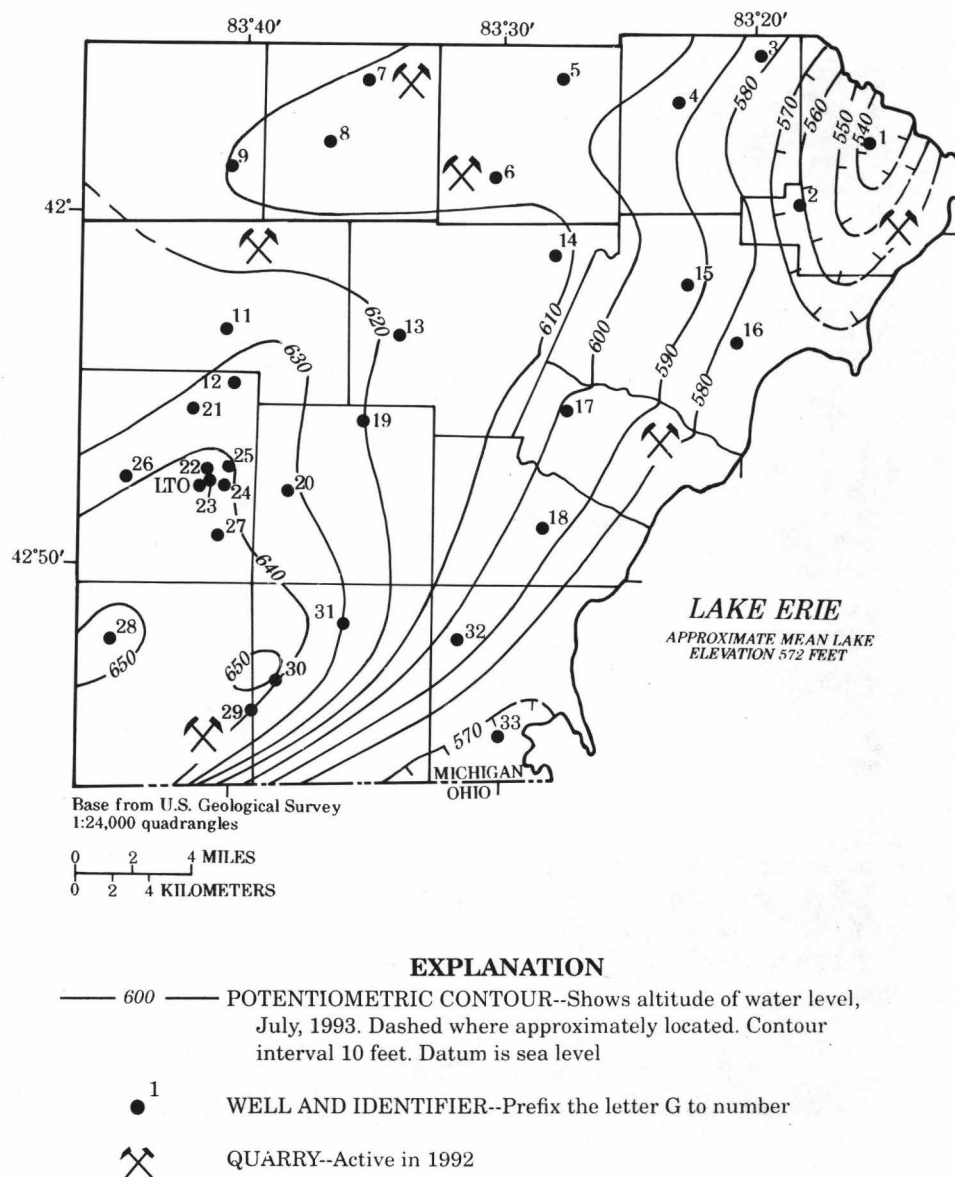 83°40′ 83°30′ 83°20′
3
7
5
580
4
570
560
550
540
1
8
9
6
2
42°
14
15
11
620
13
610
600
16
630
590
580
12
21
19
17
26
22
25
LTO
24
20
23
27
18
42°50′
640
LAKE ERIE
APPROXIMATE MEAN LAKE
ELEVATION 572 FEET
31
28
32
650
650
30
29
570
33
MICHIGAN
OHIO
Base from U.S. Geological Survey
1:24,000 quadrangles
0 2 4 MILES
0 2 4 KILOMETERS
EXPLANATION
600 POTENTIOMETRIC CONTOUR--Shows altitude of water level,
July, 1993. Dashed where approximately located. Contour
interval 10 feet. Datum is sea level
1
WELL AND IDENTIFIER--Prefix the letter G to number
QUARRY--Active in 1992